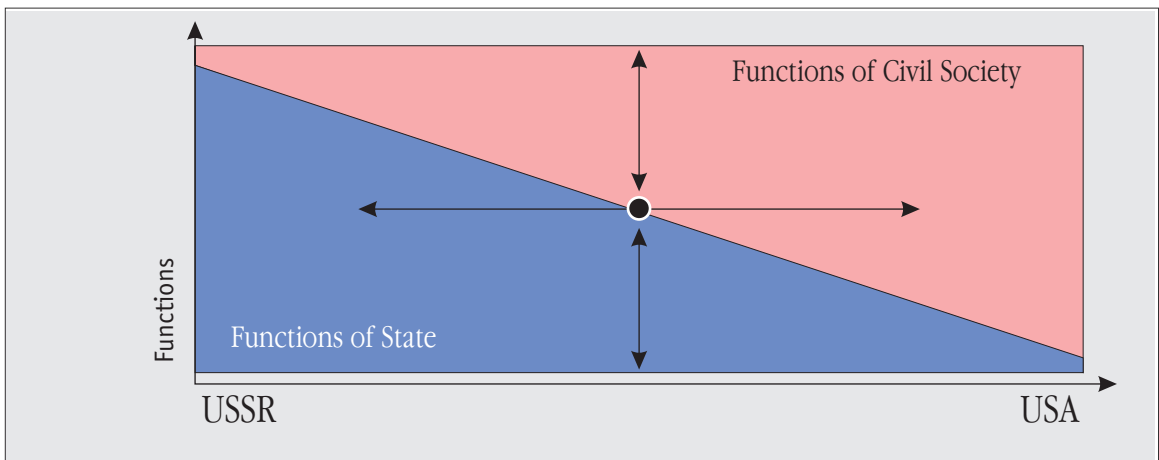 Functions of Civil Society
Functions
Functions of State
USSR
USA